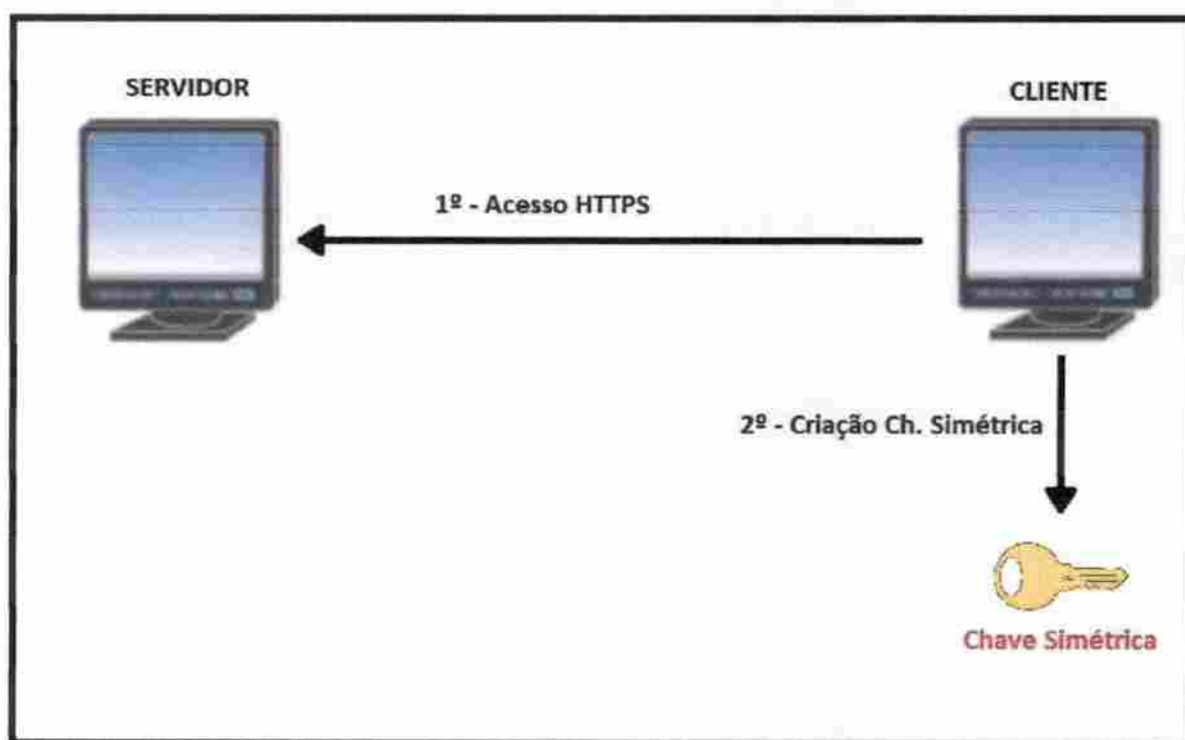 SERVIDOR
CLIENTE
1º - Acesso HTTPS
2º - Criação Ch. Simétrica
Chave Simétrica